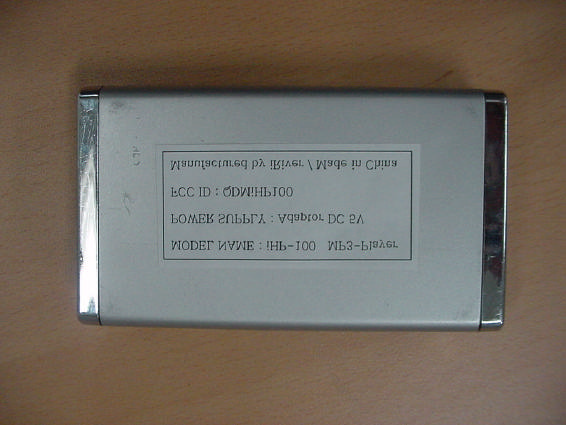 MODEL NAME : iHP-100 MP3-Player
POWER SUPPLY : Adaptor DC 5V
FCC ID : QDMIHP100
Manufactured by iRiver / Made in China